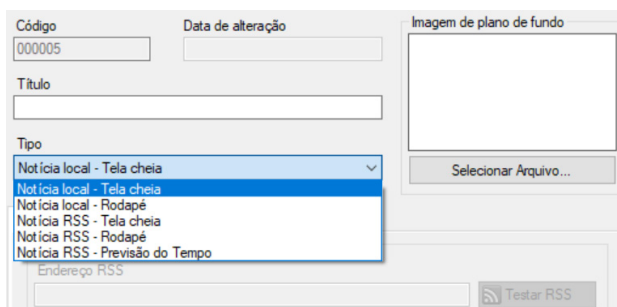 Código
Data de alteração
Imagem de plano de fundo
000005
Título
Tipo
Notícia local - Tela cheia
Selecionar Arquivo...
Notícia local - Tela cheia
Notícia local - Rodapé
Notícia RSS - Tela cheia
Notícia RSS - Rodapé
Notícia RSS - Previsão do Tempo
Endereço RSS
Testar RSS